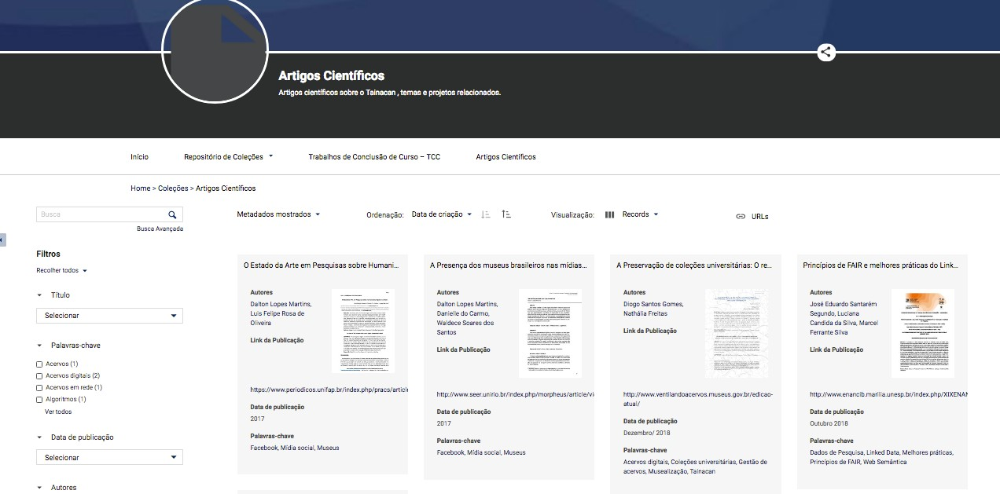 Artigos Científicos
Artigos científicos sobre o Tainacan , temas e projetos relacionados.
Início
Repositório de Coleções
Trabalhos de Conclusão de Curso – TCC
Artigos Científicos
Home > Coleções > Artigos Científicos
Busca
Busca Avançada
Filtros
Recolher todos
Título
Selecionar
Palavras-chave
Acervos (1)
Acervos digitais (2)
Acervos em rede (1)
Algoritmos (1)
Ver todos
Data de publicação
Selecionar
Autores
Metadados mostrados
Ordenação:
Data de criação
Visualização:
Records
URLs
O Estado da Arte em Pesquisas sobre Humani...
Autores
Dalton Lopes Martins,
Luis Felipe Rosa de
Oliveira
Link da Publicação
https://www.periodicos.unifap.br/index.php/pracs/article
Data de publicação
2017
Palavras-chave
Facebook, Mídia social, Museus
A Presença dos museus brasileiros nas mídias...
Autores
Dalton Lopes Martins,
Danielle do Carmo,
Waldece Soares dos
Santos
Link da Publicação
http://www.seer.unirio.br/index.php/morpheus/article/vi
Data de publicação
2017
Palavras-chave
Facebook, Mídia social, Museus
A Preservação de coleções universitárias: O re...
Autores
Diogo Santos Gomes,
Nathália Freitas
Link da Publicação
http://www.ventilandoacervos.museus.gov.br/edicao-
atual/
Data de publicação
Dezembro/ 2018
Palavras-chave
Acervos digitais, Coleções universitárias, Gestão de
acervos, Musealização, Tainacan
Princípios de FAIR e melhores práticas do Link...
Autores
José Eduardo Santarém
Segundo, Luciana
Candida da Silva, Marcel
Ferrante Silva
Link da Publicação
http://www.enancib.marilia.unesp.br/index.php/XIXENAN
Data de publicação
Outubro 2018
Palavras-chave
Dados de Pesquisa, Linked Data, Melhores práticas,
Princípios de FAIR, Web Semântica